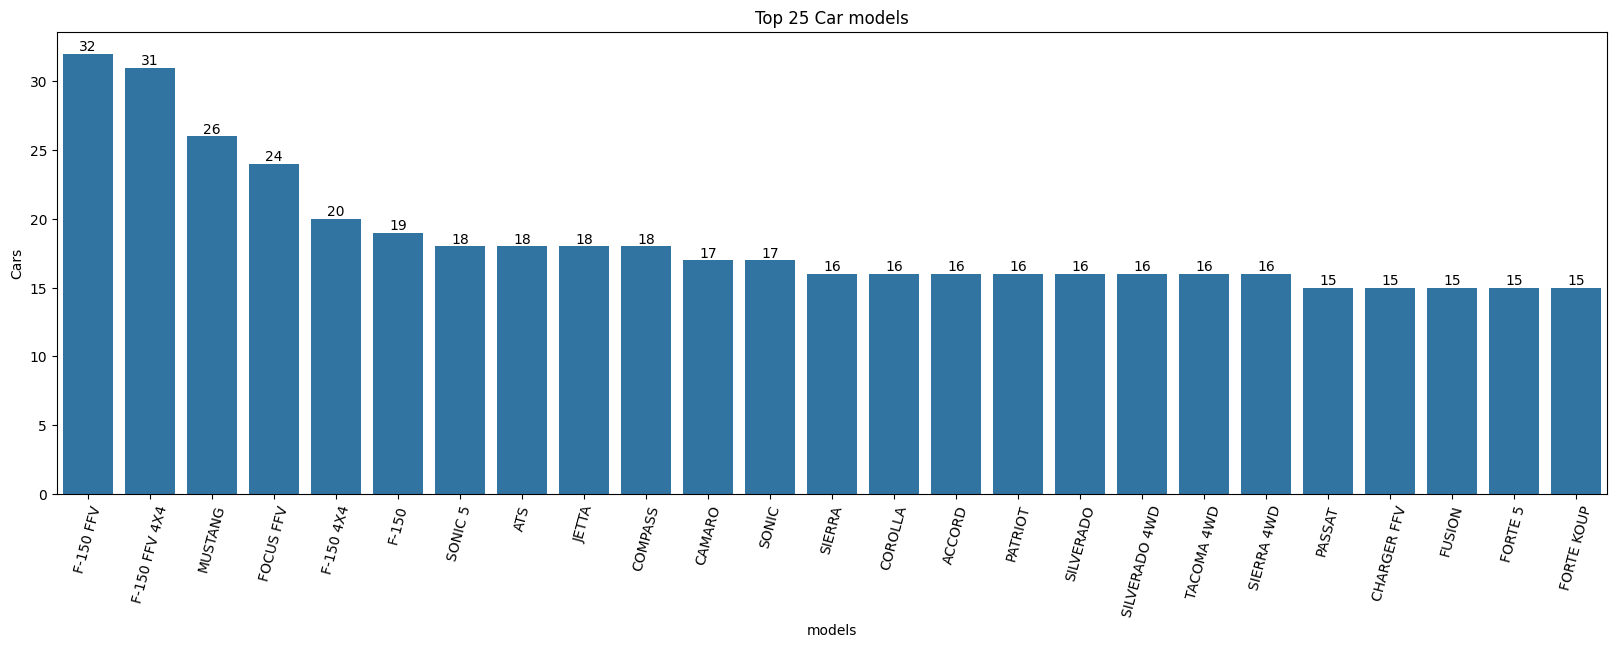 Top 25 Car models
32
31
26
24
20
19
18
18
18
18
17
17
16
16
16
16
16
16
16
16
15
15
15
15
15
30
25
20
15
10
5
0
Cars
F-150 FFV
F-150 FFV 4X4
MUSTANG
FOCUS FFV
F-150 4X4
F-150
SONIC 5
ATS
JETTA
COMPASS
CAMARO
SONIC
SIERRA
COROLLA
ACCORD
PATRIOT
SILVERADO
SILVERADO 4WD
TACOMA 4WD
SIERRA 4WD
PASSAT
CHARGER FFV
FUSION
FORTE 5
FORTE KOUP
models